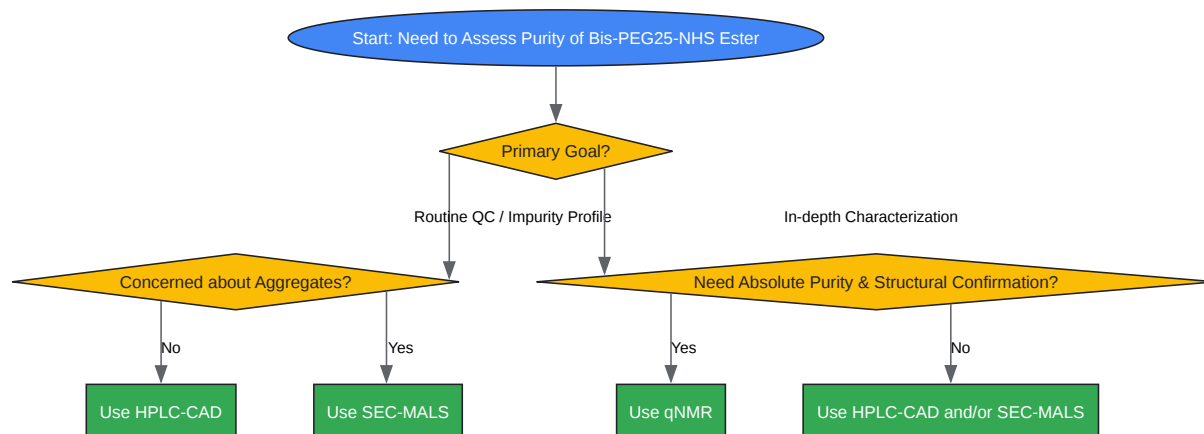 Start: Need to Assess Purity of Bis-PEG25-NHS Ester
Primary Goal?
Routine QC / Impurity Profile
In-depth Characterization
Concerned about Aggregates?
Need Absolute Purity & Structural Confirmation?
No
Yes
Yes
No
Use HPLC-CAD
Use SEC-MALS
Use qNMR
Use HPLC-CAD and/or SEC-MALS